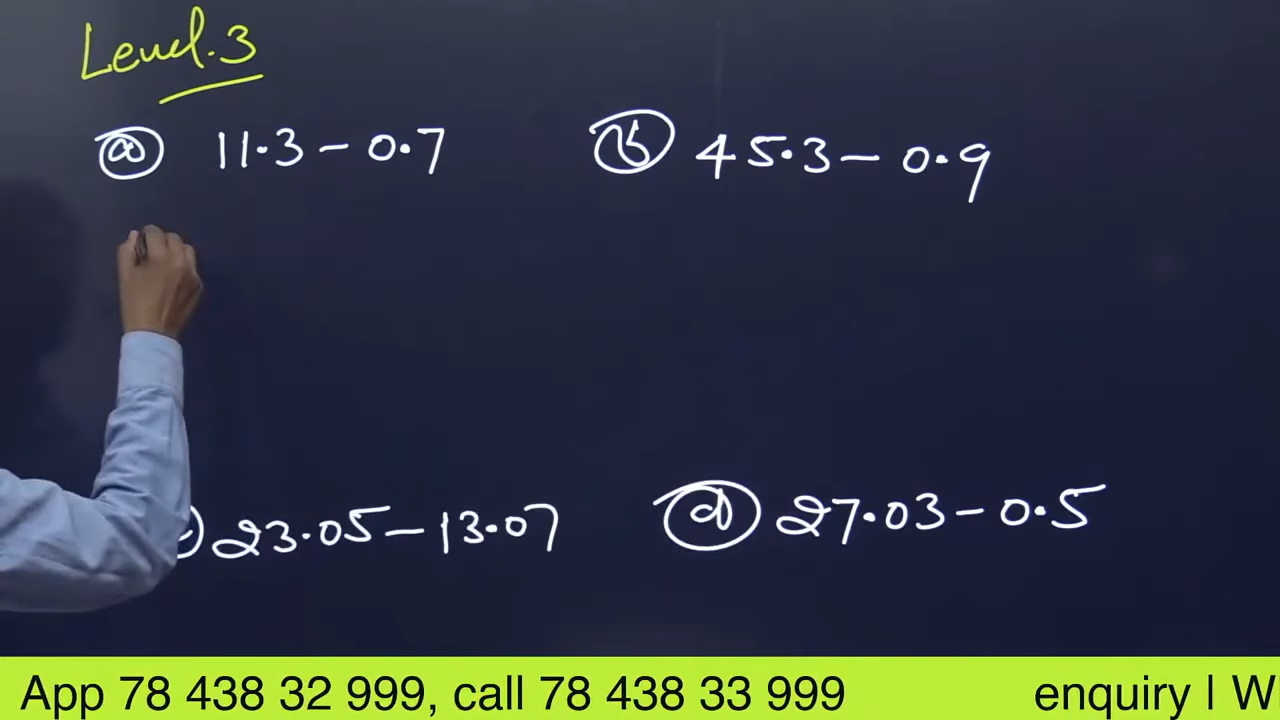 Level.3
(a) 11.3 - 0.7
(b) 45.3 - 0.9
23.05 - 13.07
(d) 27.03 - 0.5
App 78 438 32 999, call 78 438 33 999 enquiry | W